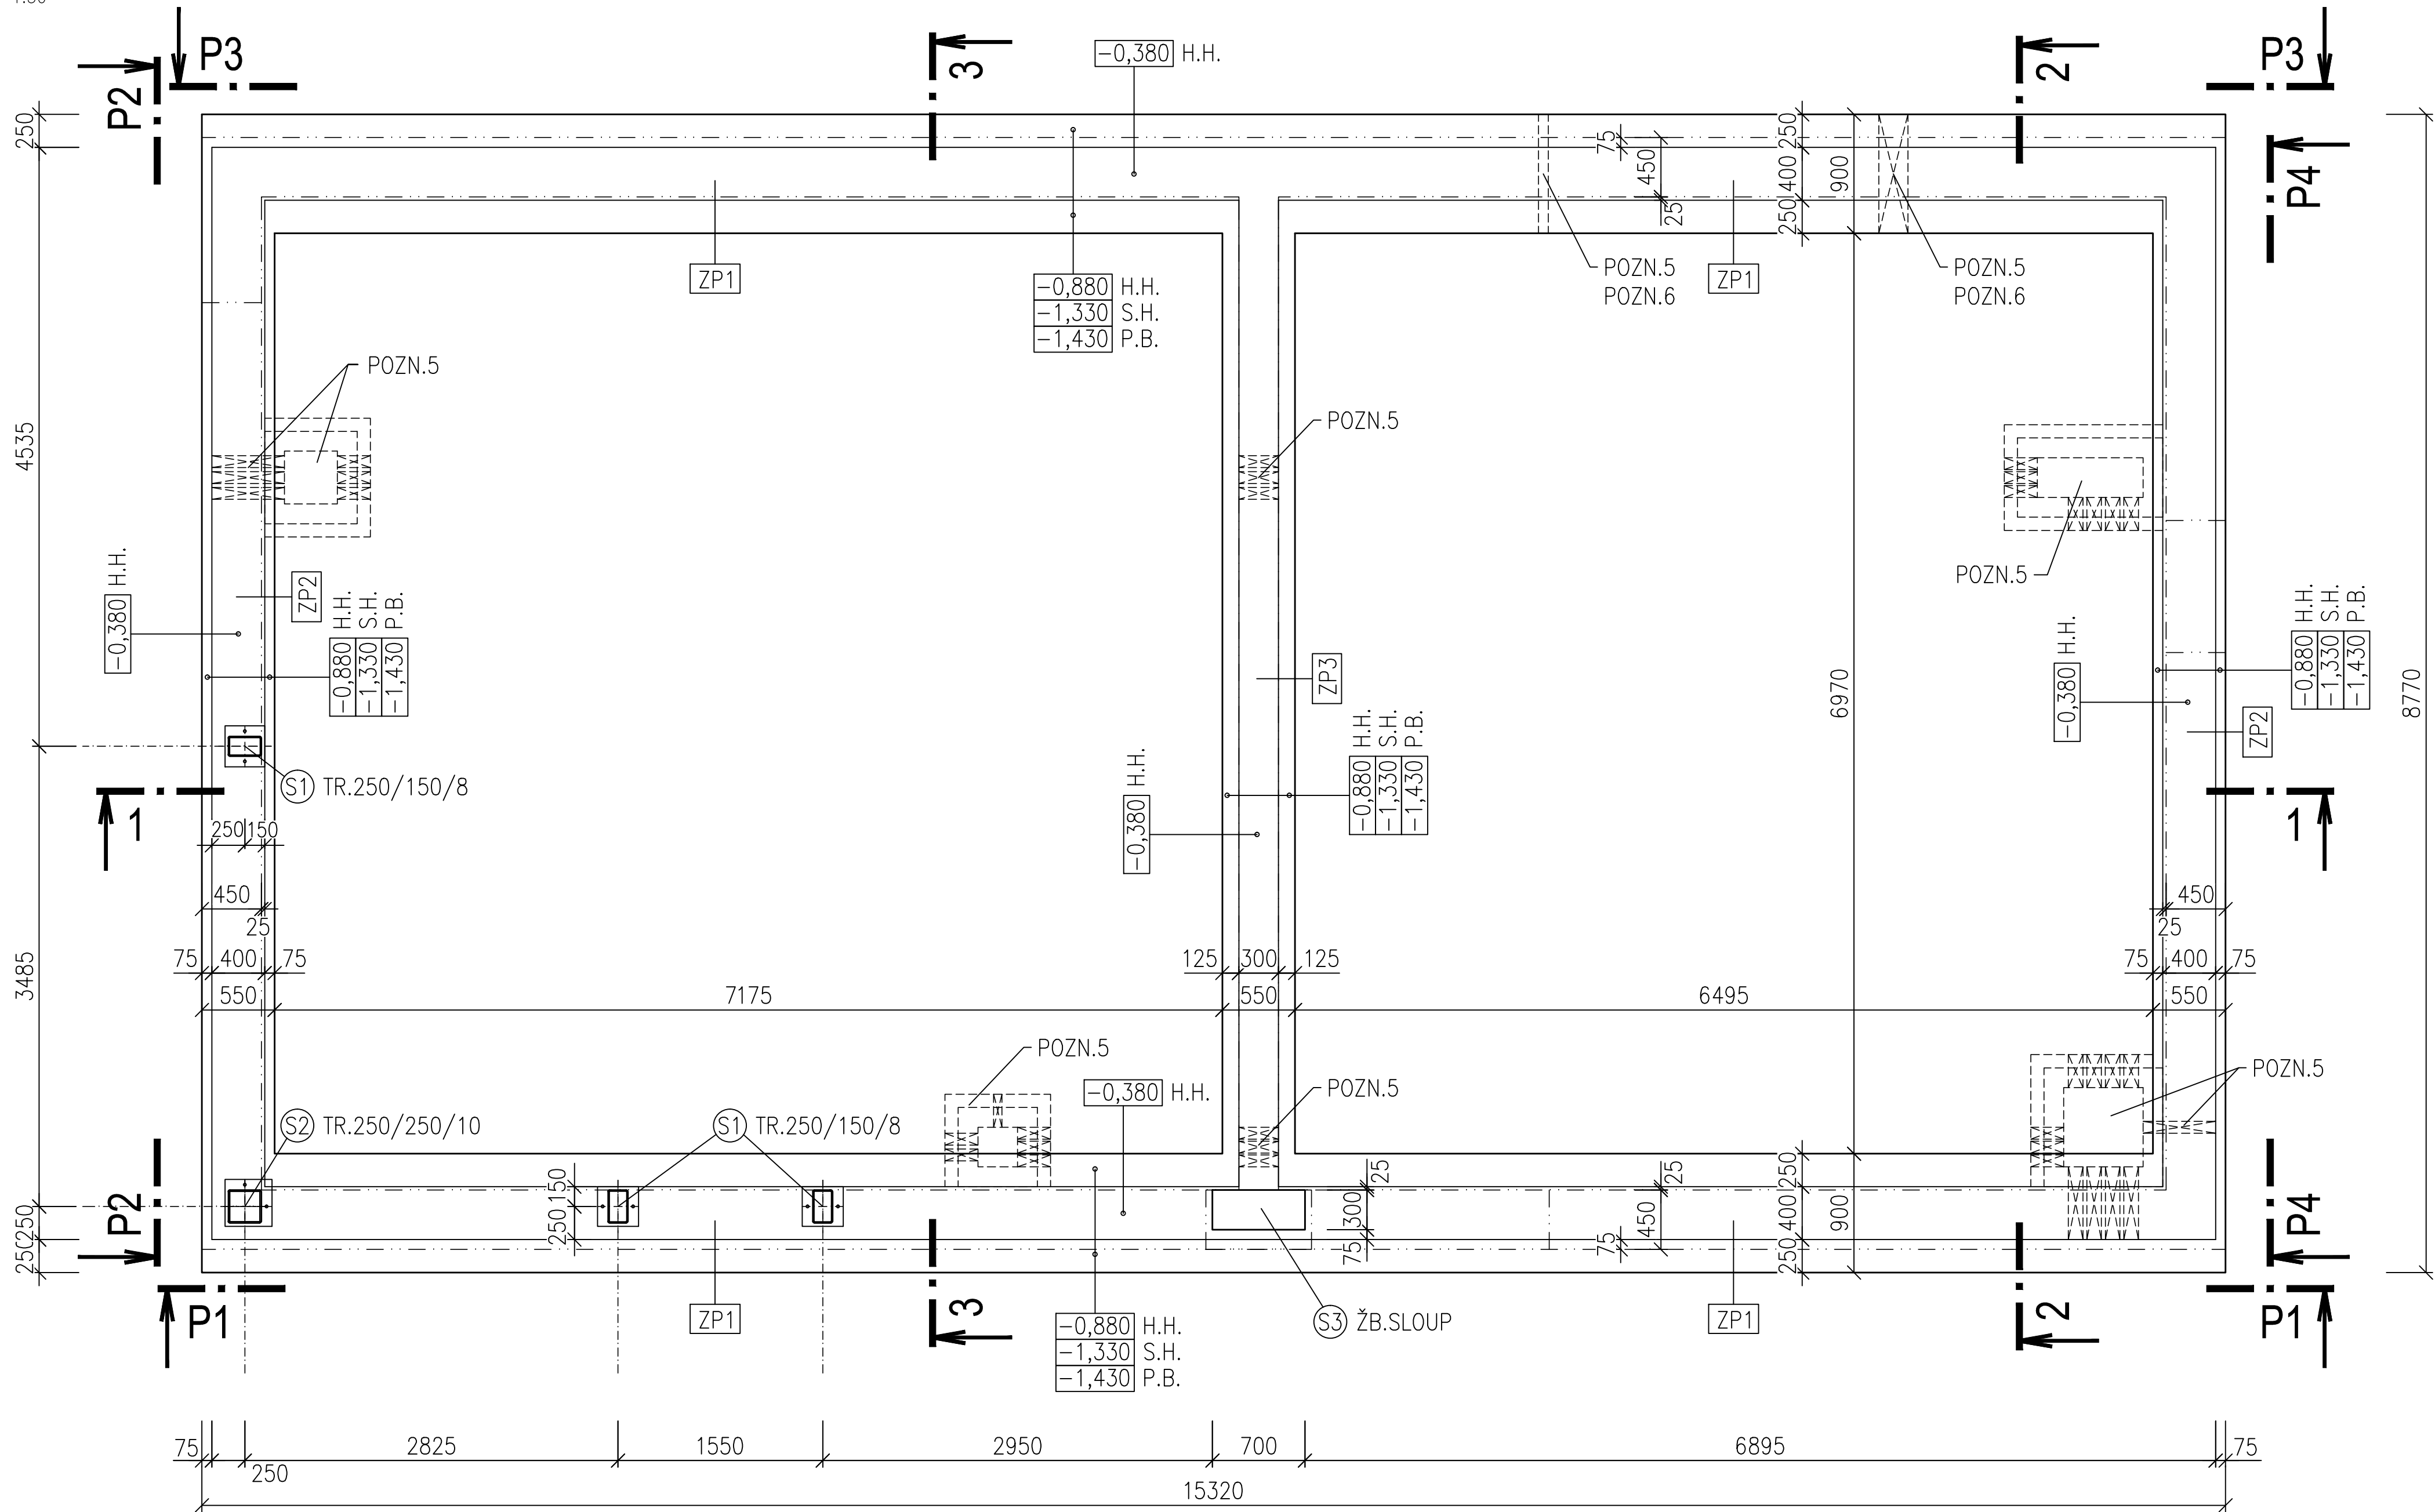 P3
3
-0,380 H.H.
2
P3
P2
P4
250
75
450
25
250
400
250
900
ZP1
-0,880 H.H.
-1,330 S.H.
-1,430 P.B.
POZN.5
POZN.6
ZP1
POZN.5
POZN.6
POZN.5
POZN.5
POZN.5
4535
-0,380 H.H.
ZP2
-0,880 H.H.
-1,330 S.H.
-1,430 P.B.
ZP3
-0,880 H.H.
-1,330 S.H.
-1,430 P.B.
-0,380 H.H.
6970
-0,380 H.H.
ZP2
-0,880 H.H.
-1,330 S.H.
-1,430 P.B.
8770
S1 TR.250/150/8
1
1
250 150
450
25
450
25
75 400 75
125 300 125
75 400 75
550
7175
550
6495
550
3485
POZN.5
-0,380 H.H.
POZN.5
POZN.5
S2 TR.250/250/10
S1 TR.250/150/8
150
250
25
300
75
25
450
75
250
400
250
900
P2
250
250
P4
P1
ZP1
3
-0,880 H.H.
-1,330 S.H.
-1,430 P.B.
S3 ŽB.SLOUP
ZP1
2
P1
75
250
2825
1550
2950
700
6895
75
15320